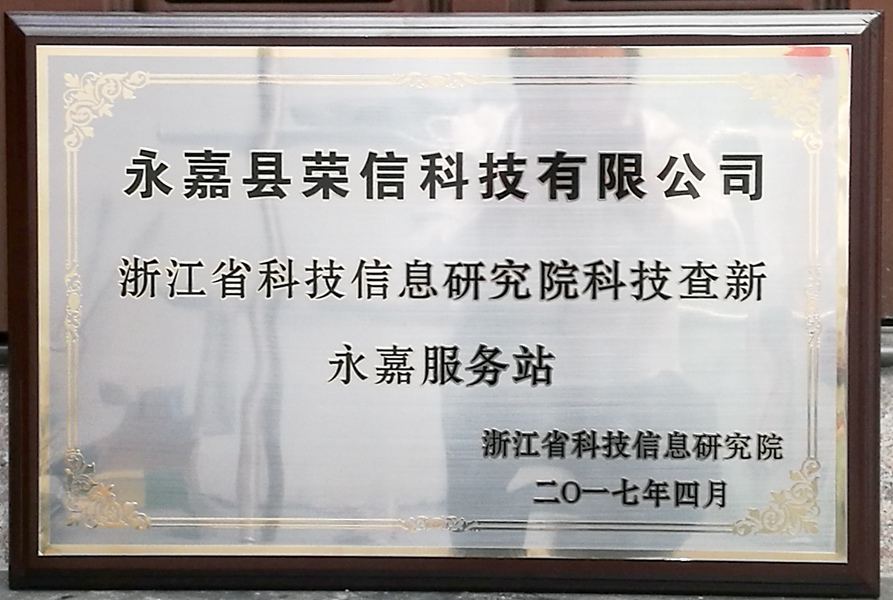 永嘉县荣信科技有限公司
浙江省科技信息研究院科技查新
永嘉服务站
浙江省科技信息研究院
二〇一七年四月